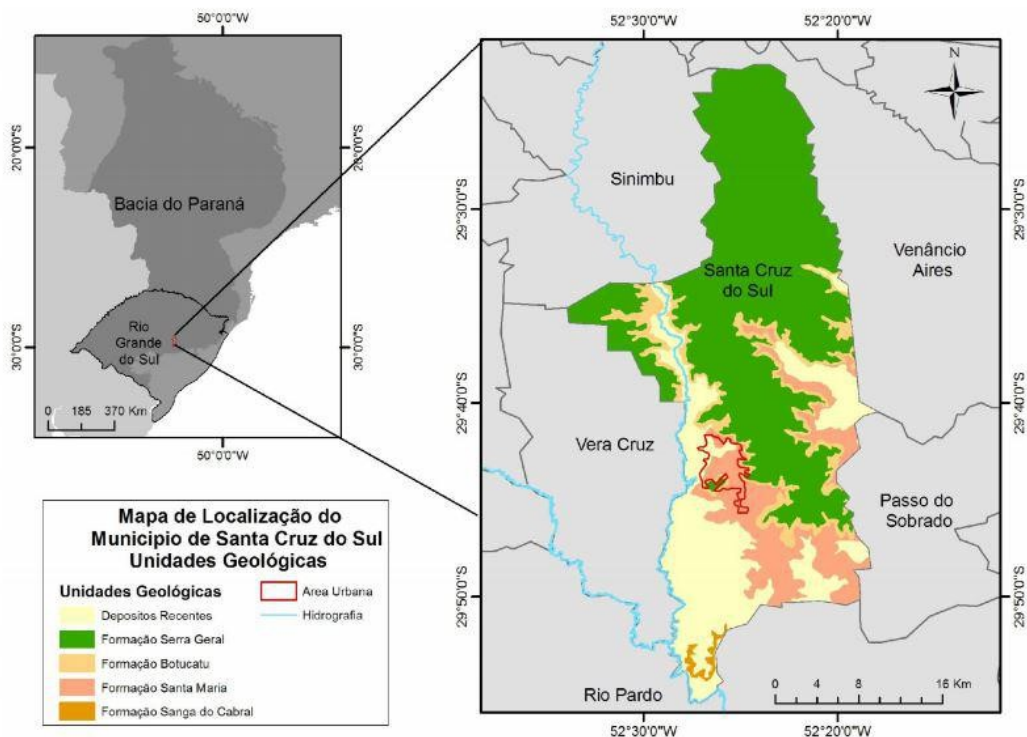 50°0'0"W
20°0'0"S
20°0'0"S
Bacia do Paraná
Rio
Grande
do Sul
30°0'0"S
30°0'0"S
0 185 370 Km
50°0'0"W
52°30'0"W
52°20'0"W
N
Sinimbu
29°30'0"S
29°30'0"S
Venâncio
Aires
Santa Cruz
do Sul
29°40'0"S
29°40'0"S
Vera Cruz
Passo do
Sobrado
29°50'0"S
29°50'0"S
Rio Pardo
0 4 8 16 Km
52°30'0"W
52°20'0"W
Mapa de Localização do
Municipio de Santa Cruz do Sul
Unidades Geológicas
Unidades Geológicas
Depositos Recentes
Formação Serra Geral
Formação Botucatu
Formação Santa Maria
Formação Sanga do Cabral
Area Urbana
Hidrografia